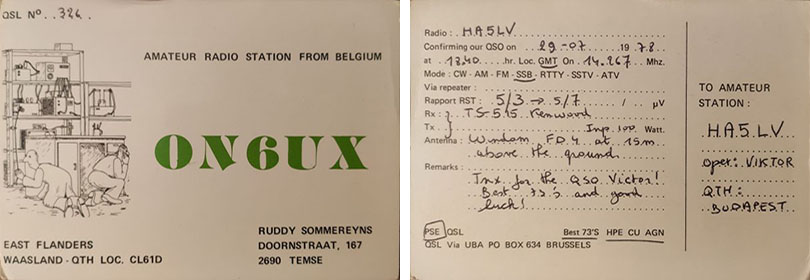 QSL Nº. 324
AMATEUR RADIO STATION FROM BELGIUM
ON6UX
EAST FLANDERS
WAASLAND - QTH LOC. CL61D
RUDDY SOMMEREYNS
DOORNSTRAAT, 167
2690 TEMSE
Radio : HA5LV
Confirming our QSO on 29-07 1978
at 13.40 hr. Loc. GMT On 14.267 Mhz.
Mode : CW - AM - FM - SSB - RTTY - SSTV - ATV
Via repeater :
Rapport RST : 5/3 → 5/7 / µV
Rx : TS-515 Kenwood
Tx Inp. 100 Watt.
Antenna : Windom FD.4 at 15m
above the ground
Remarks :
Tnx for the QSO Victor!
Best 73's and good
luck!
PSE QSL Best 73'S HPE CU AGN
QSL Via UBA PO BOX 634 BRUSSELS
TO AMATEUR
STATION :
HA5LV
oper: VIKTOR
QTH :
BUDAPEST